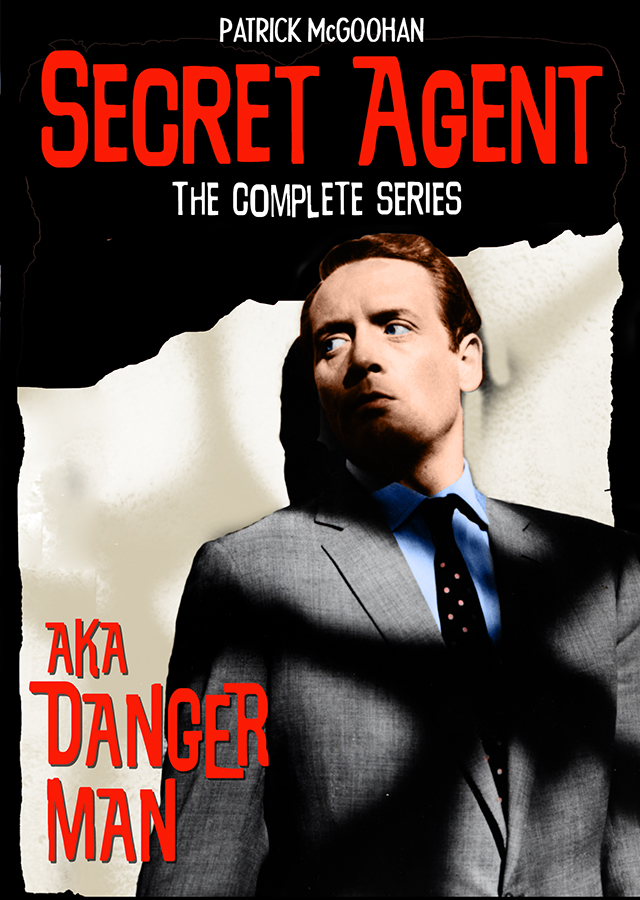 PATRICK McGOOHAN
SECRET AGENT
THE COMPLETE SERIES
AKA
DANGER
MAN